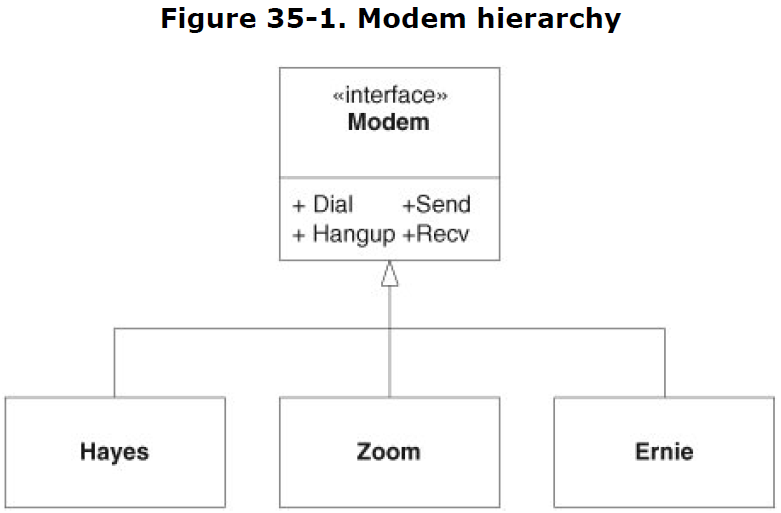 Figure 35-1. Modem hierarchy
«interface»
Modem
+ Dial +Send
+ Hangup +Recv
Hayes Zoom Ernie